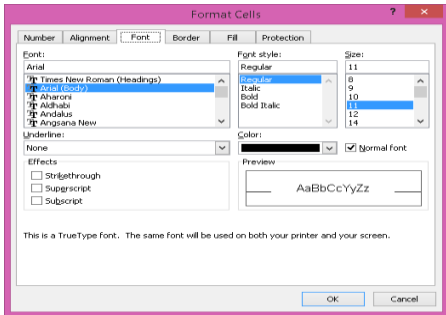 Format Cells
? ×
Number Alignment Font Border Fill Protection
Font: Font style: Size:
Arial Regular 11
Times New Roman (Headings) Regular 8
Arial (Body) Italic 9
Aharoni Bold 10
Aldhabi Bold Italic 11
Andalus 12
Angsana New 14
Underline: Color:
None Normal font
Effects Preview
Strikethrough
Superscript AaBbCcYyZz
Subscript
This is a TrueType font. The same font will be used on both your printer and your screen.
OK Cancel